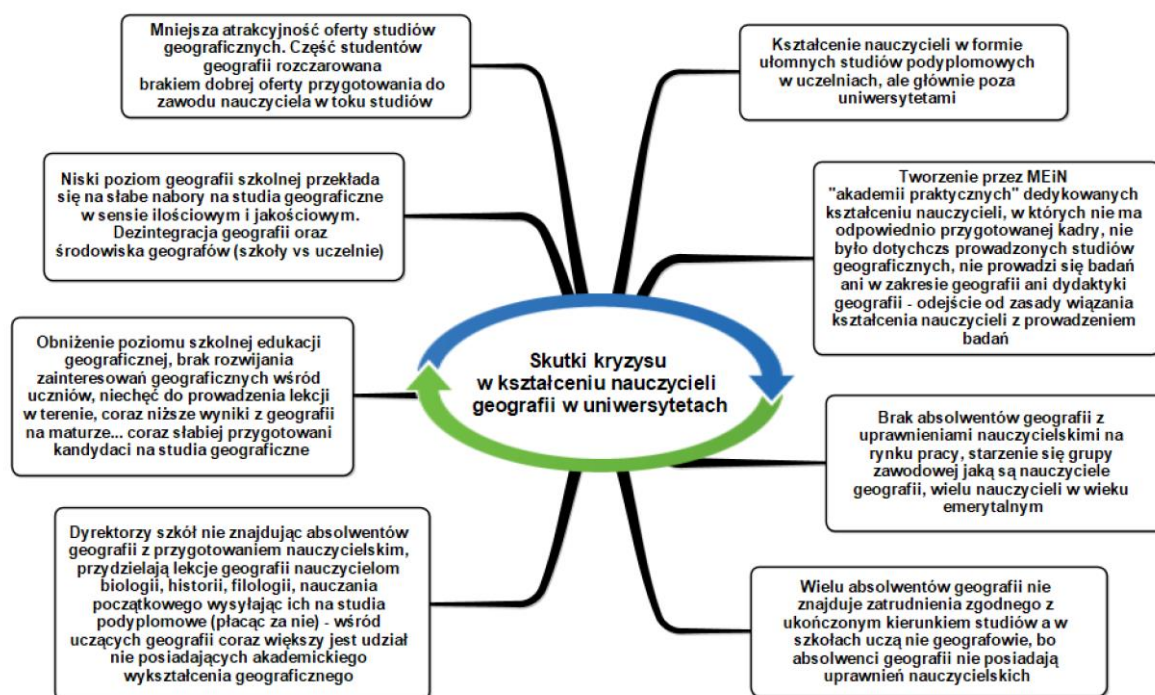 Mniejsza atrakcyjność oferty studiów
geograficznych. Część studentów
geografii rozczarowana
brakiem dobrej oferty przygotowania do
zawodu nauczyciela w toku studiów
Kształcenie nauczycieli w formie
ułomnych studiów podyplomowych
w uczelniach, ale głównie poza
uniwersytetami
Niski poziom geografii szkolnej przekłada
się na słabe nabory na studia geograficzne
w sensie ilościowym i jakościowym.
Dezintegracja geografii oraz
środowiska geografów (szkoły vs uczelnie)
Tworzenie przez MEiN
"akademii praktycznych" dedykowanych
kształceniu nauczycieli, w których nie ma
odpowiednio przygotowanej kadry, nie
było dotychczs prowadzonych studiów
geograficznych, nie prowadzi się badań
ani w zakresie geografii ani dydaktyki
geografii - odejście od zasady wiązania
kształcenia nauczycieli z prowadzeniem
badań
Skutki kryzysu
w kształceniu nauczycieli
geografii w uniwersytetach
Obniżenie poziomu szkolnej edukacji
geograficznej, brak rozwijania
zainteresowań geograficznych wśród
uczniów, niechęć do prowadzenia lekcji
w terenie, coraz niższe wyniki z geografii
na maturze... coraz słabiej przygotowani
kandydaci na studia geograficzne
Brak absolwentów geografii z
uprawnieniami nauczycielskimi na
rynku pracy, starzenie się grupy
zawodowej jaką są nauczyciele
geografii, wielu nauczycieli w wieku
emerytalnym
Dyrektorzy szkół nie znajdując absolwentów
geografii z przygotowaniem nauczycielskim,
przydzielają lekcje geografii nauczycielom
biologii, historii, filologii, nauczania
początkowego wysyłając ich na studia
podyplomowe (płacąc za nie) - wśród
uczących geografii coraz większy jest udział
nie posiadających akademickiego
wykształcenia geograficznego
Wielu absolwentów geografii nie
znajduje zatrudnienia zgodnego z
ukończonym kierunkiem studiów a w
szkołach uczą nie geografowie, bo
absolwenci geografii nie posiadają
uprawnień nauczycielskich